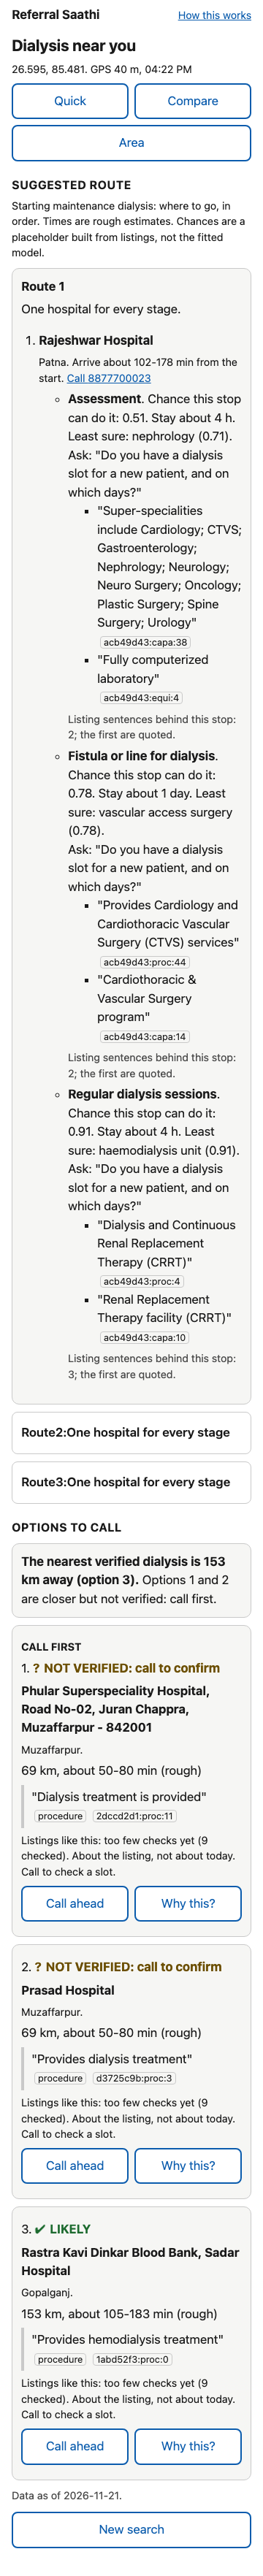 Referral Saathi
How this works
Dialysis near you
26.595, 85.481. GPS 40 m, 04:22 PM
Quick
Compare
Area
SUGGESTED ROUTE
Starting maintenance dialysis: where to go, in
order. Times are rough estimates. Chances are a
placeholder built from listings, not the fitted
model.
Route 1
One hospital for every stage.
1. Rajeshwar Hospital
Patna. Arrive about 102-178 min from the
start. Call 8877700023
Assessment. Chance this stop
can do it: 0.51. Stay about 4 h.
Least sure: nephrology (0.71).
Ask: "Do you have a dialysis
slot for a new patient, and on
which days?"
"Super-specialities
include Cardiology; CTVS;
Gastroenterology;
Nephrology; Neurology;
Neuro Surgery; Oncology;
Plastic Surgery; Spine
Surgery; Urology"
acb49d43:capa:38
"Fully computerized
laboratory"
acb49d43:equi:4
Listing sentences behind this stop:
2; the first are quoted.
Fistula or line for dialysis.
Chance this stop can do it:
0.78. Stay about 1 day. Least
sure: vascular access surgery
(0.78).
Ask: "Do you have a dialysis
slot for a new patient, and on
which days?"
"Provides Cardiology and
Cardiothoracic Vascular
Surgery (CTVS) services"
acb49d43:proc:44
"Cardiothoracic &
Vascular Surgery
program"
acb49d43:capa:14
Listing sentences behind this stop:
2; the first are quoted.
Regular dialysis sessions.
Chance this stop can do it:
0.91. Stay about 4 h. Least
sure: haemodialysis unit (0.91).
Ask: "Do you have a dialysis
slot for a new patient, and on
which days?"
"Dialysis and Continuous
Renal Replacement
Therapy (CRRT)"
acb49d43:proc:4
"Renal Replacement
Therapy facility (CRRT)"
acb49d43:capa:10
Listing sentences behind this stop:
3; the first are quoted.
Route2:One hospital for every stage
Route3:One hospital for every stage
OPTIONS TO CALL
The nearest verified dialysis is 153
km away (option 3). Options 1 and 2
are closer but not verified: call first.
CALL FIRST
1. ? NOT VERIFIED: call to confirm
Phular Superspeciality Hospital,
Road No-02, Juran Chappra,
Muzaffarpur - 842001
Muzaffarpur.
69 km, about 50-80 min (rough)
"Dialysis treatment is provided"
procedure 2dccd2d1:proc:11
Listings like this: too few checks yet (9
checked). About the listing, not about today.
Call to check a slot.
Call ahead
Why this?
2. ? NOT VERIFIED: call to confirm
Prasad Hospital
Muzaffarpur.
69 km, about 50-80 min (rough)
"Provides dialysis treatment"
procedure d3725c9b:proc:3
Listings like this: too few checks yet (9
checked). About the listing, not about today.
Call to check a slot.
Call ahead
Why this?
3. ✔ LIKELY
Rastra Kavi Dinkar Blood Bank, Sadar
Hospital
Gopalganj.
153 km, about 105-183 min (rough)
"Provides hemodialysis treatment"
procedure 1abd52f3:proc:0
Listings like this: too few checks yet (9
checked). About the listing, not about today.
Call to check a slot.
Call ahead
Why this?
Data as of 2026-11-21.
New search